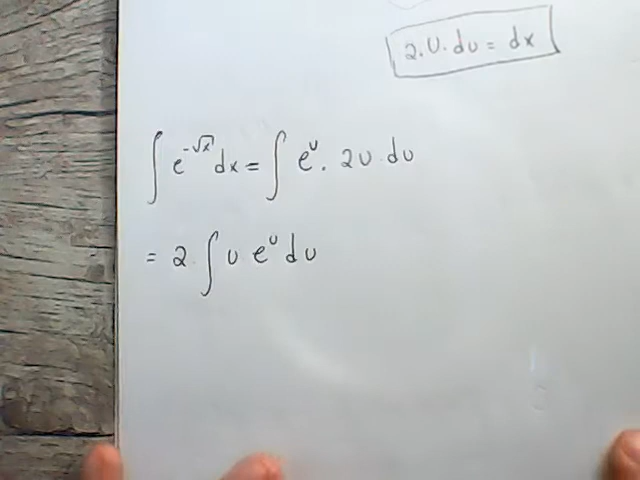 2.U.du = dx
∫ e^{-√x} dx = ∫ e^u . 2u.du
= 2.∫ u e^u du